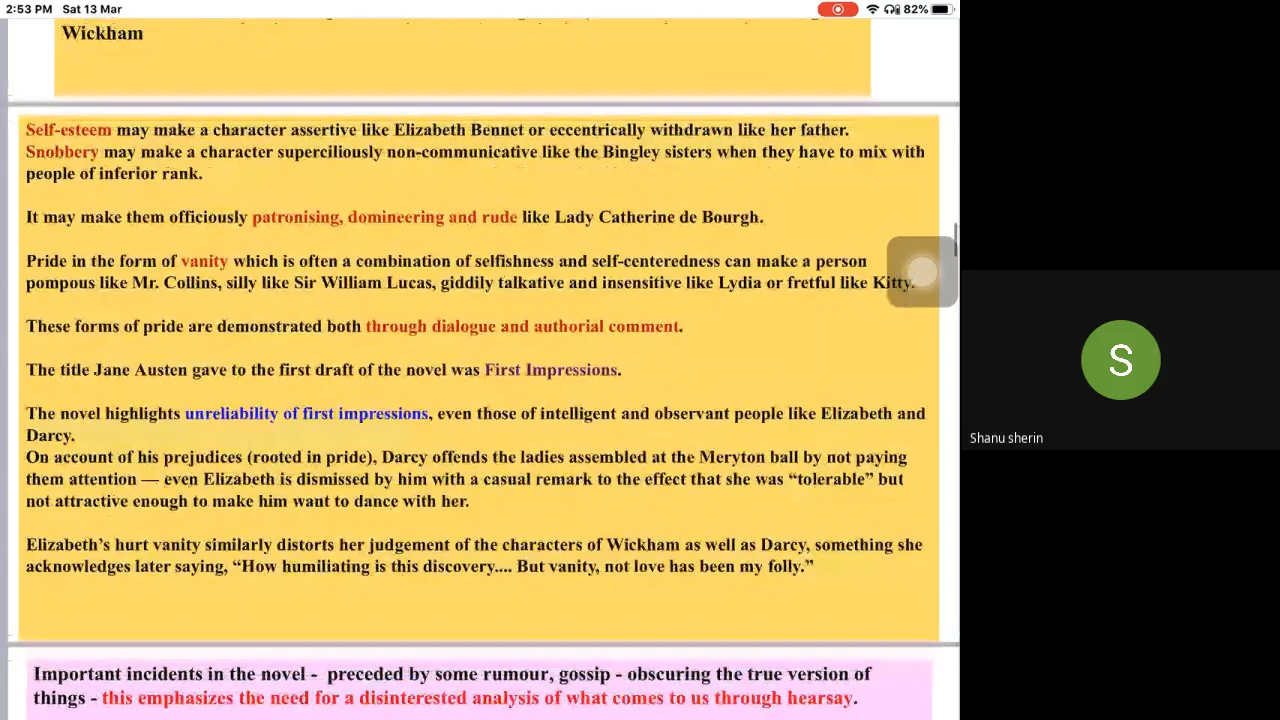 2:53 PM Sat 13 Mar
82%
Wickham
Self-esteem may make a character assertive like Elizabeth Bennet or eccentrically withdrawn like her father.
Snobbery may make a character superciliously non-communicative like the Bingley sisters when they have to mix with
people of inferior rank.
It may make them officiously patronising, domineering and rude like Lady Catherine de Bourgh.
Pride in the form of vanity which is often a combination of selfishness and self-centeredness can make a person
pompous like Mr. Collins, silly like Sir William Lucas, giddily talkative and insensitive like Lydia or fretful like Kitty.
These forms of pride are demonstrated both through dialogue and authorial comment.
The title Jane Austen gave to the first draft of the novel was First Impressions.
The novel highlights unreliability of first impressions, even those of intelligent and observant people like Elizabeth and
Darcy.
On account of his prejudices (rooted in pride), Darcy offends the ladies assembled at the Meryton ball by not paying
them attention — even Elizabeth is dismissed by him with a casual remark to the effect that she was “tolerable” but
not attractive enough to make him want to dance with her.
Elizabeth’s hurt vanity similarly distorts her judgement of the characters of Wickham as well as Darcy, something she
acknowledges later saying, “How humiliating is this discovery.... But vanity, not love has been my folly.”
Important incidents in the novel - preceded by some rumour, gossip - obscuring the true version of
things - this emphasizes the need for a disinterested analysis of what comes to us through hearsay.
S
Shanu sherin